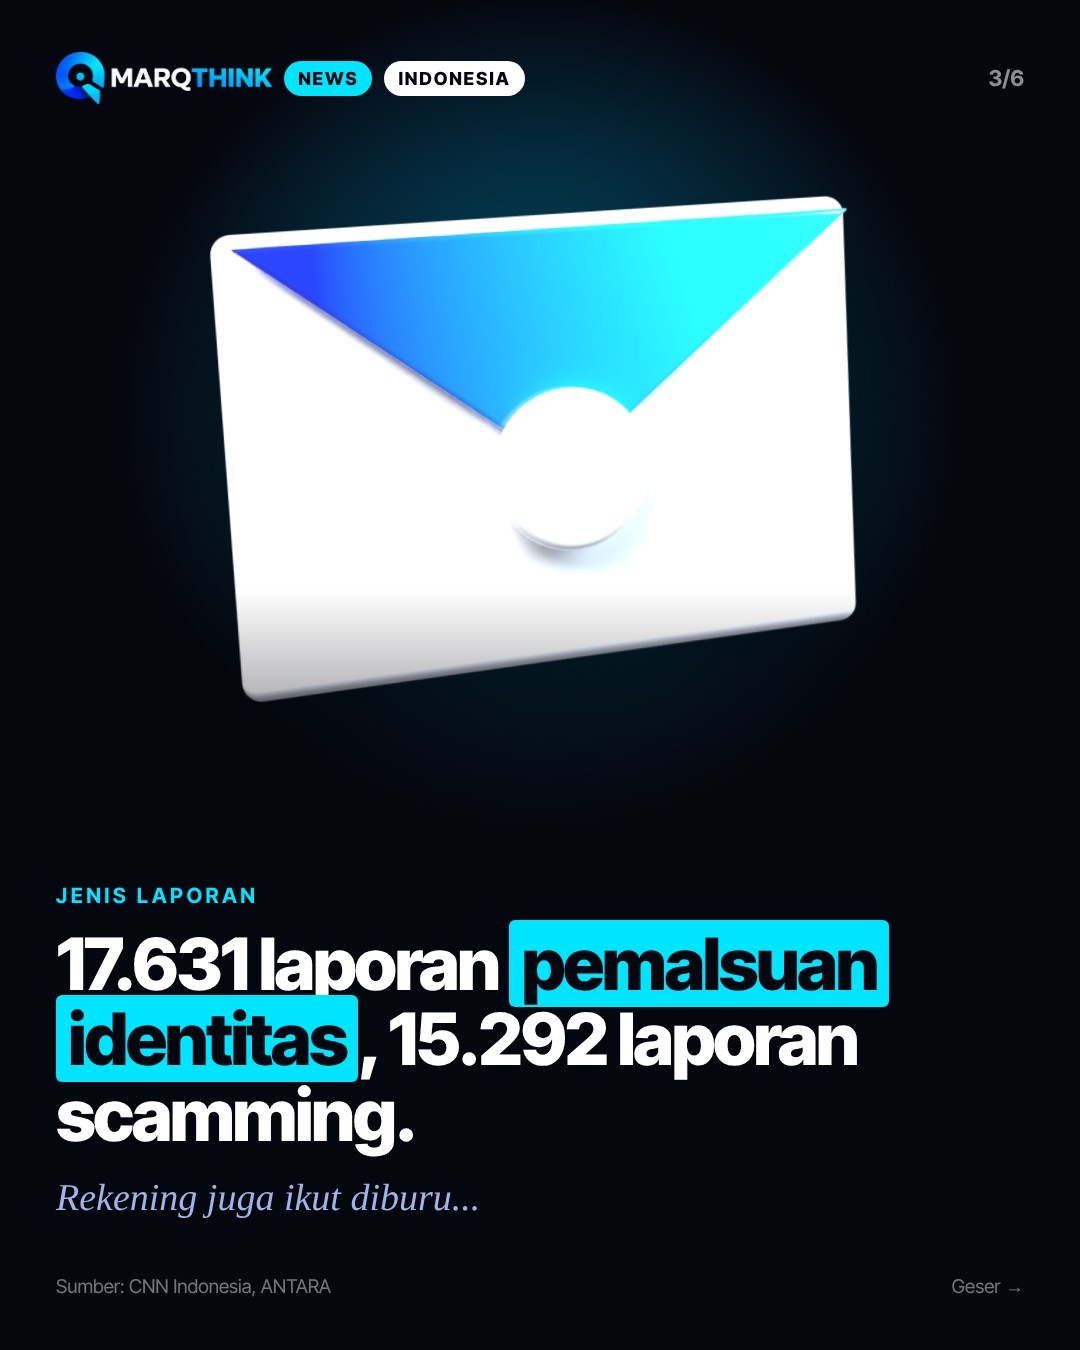 MARQTHINK NEWS INDONESIA 3/6
JENIS LAPORAN
17.631 laporan pemalsuan
identitas, 15.292 laporan
scamming.
Rekening juga ikut diburu...
Sumber: CNN Indonesia, ANTARA Geser →